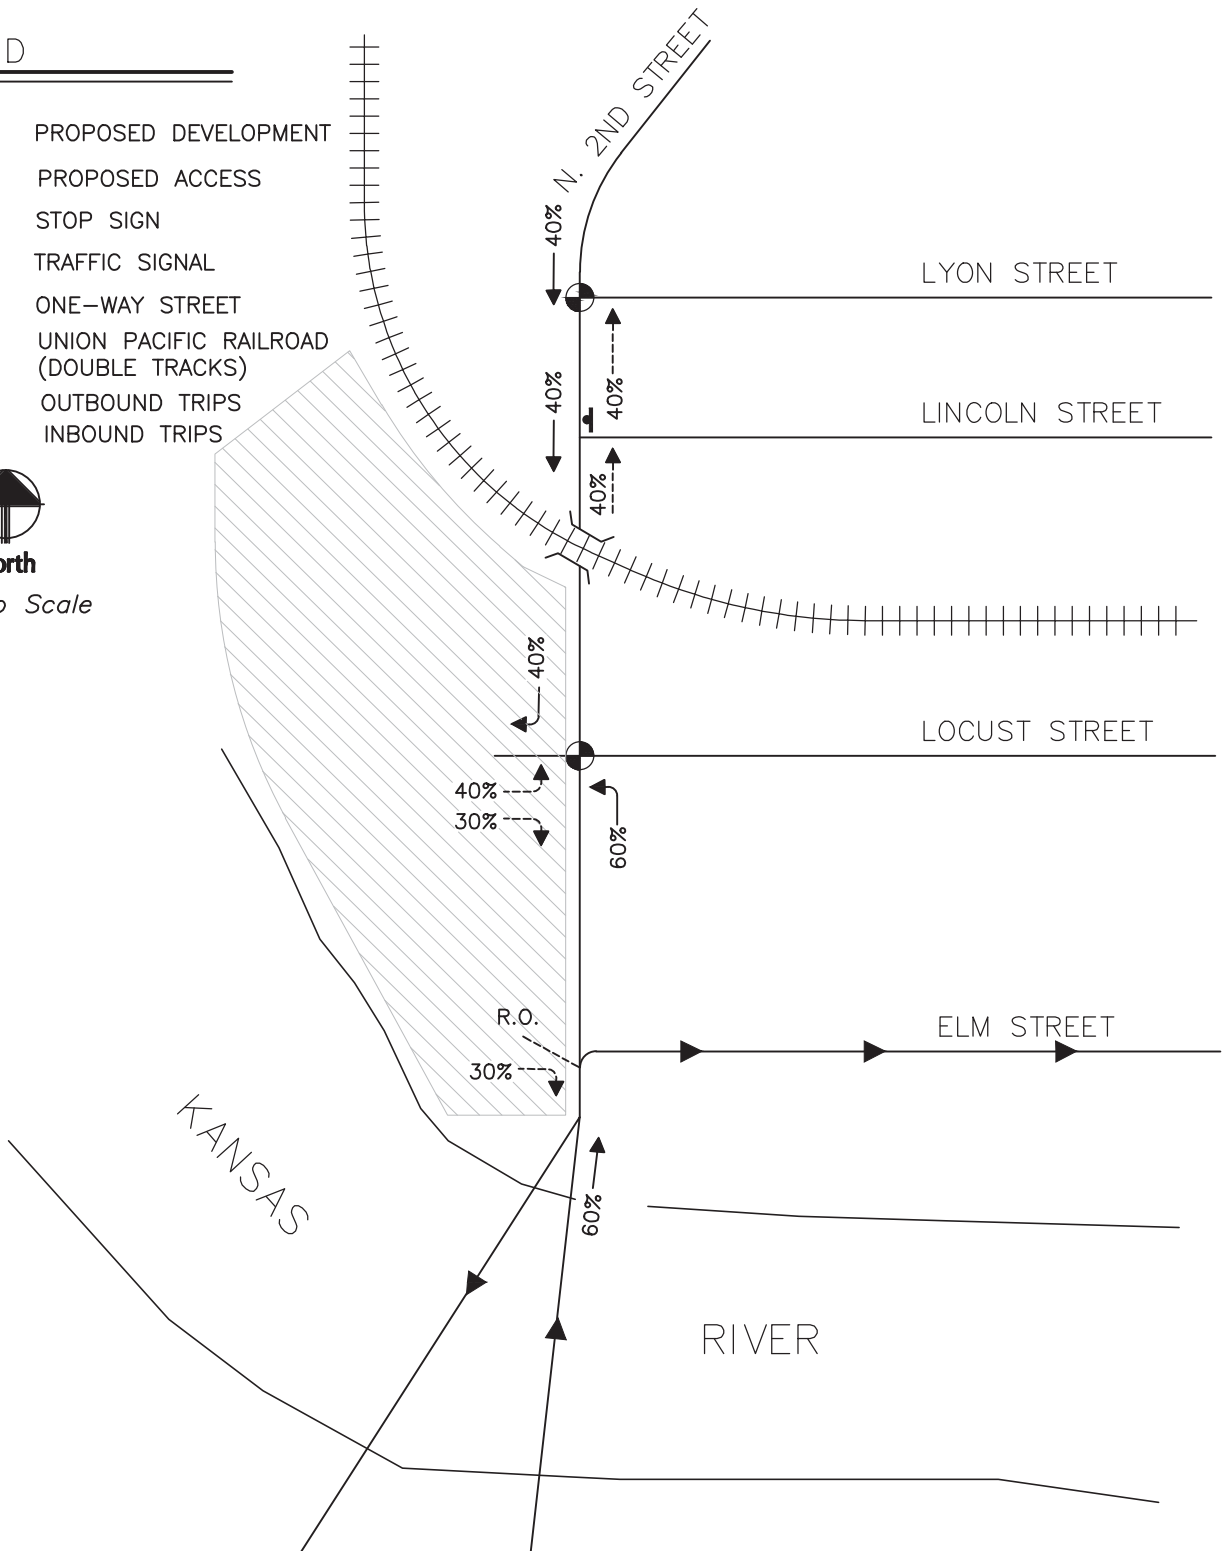 D
PROPOSED DEVELOPMENT
PROPOSED ACCESS
STOP SIGN
TRAFFIC SIGNAL
ONE-WAY STREET
UNION PACIFIC RAILROAD
(DOUBLE TRACKS)
OUTBOUND TRIPS
INBOUND TRIPS
orth
o Scale
N. 2ND STREET
40%
LYON STREET
40%
40%
LINCOLN STREET
40%
40%
LOCUST STREET
40%
30%
60%
R.O.
ELM STREET
30%
KANSAS
60%
RIVER